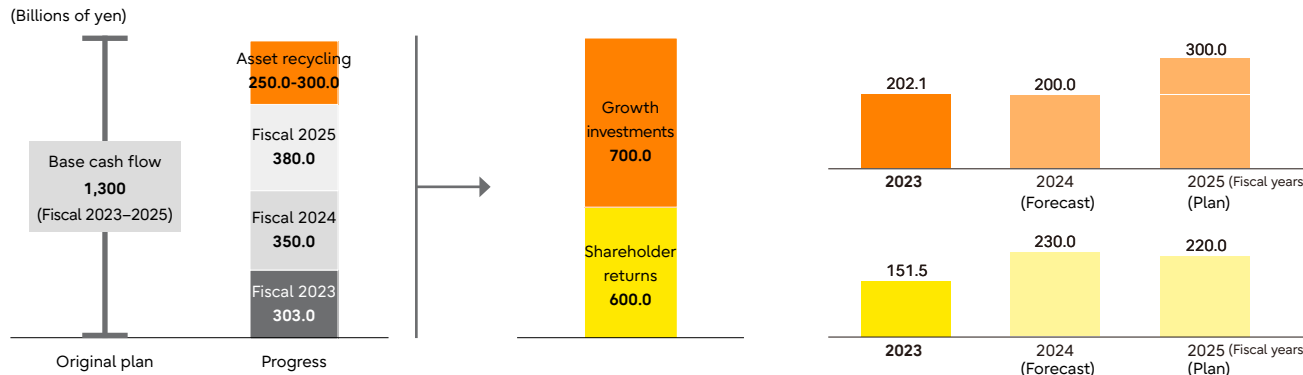 (Billions of yen)
Base cash flow
1,300
(Fiscal 2023–2025)
Original plan
Asset recycling
250.0-300.0
Fiscal 2025
380.0
Fiscal 2024
350.0
Fiscal 2023
303.0
Progress
Growth
investments
700.0
Shareholder
returns
600.0
202.1
200.0
300.0
2023
2024
(Forecast)
2025 (Fiscal years
(Plan)
151.5
230.0
220.0
2023
2024
(Forecast)
2025 (Fiscal years
(Plan)